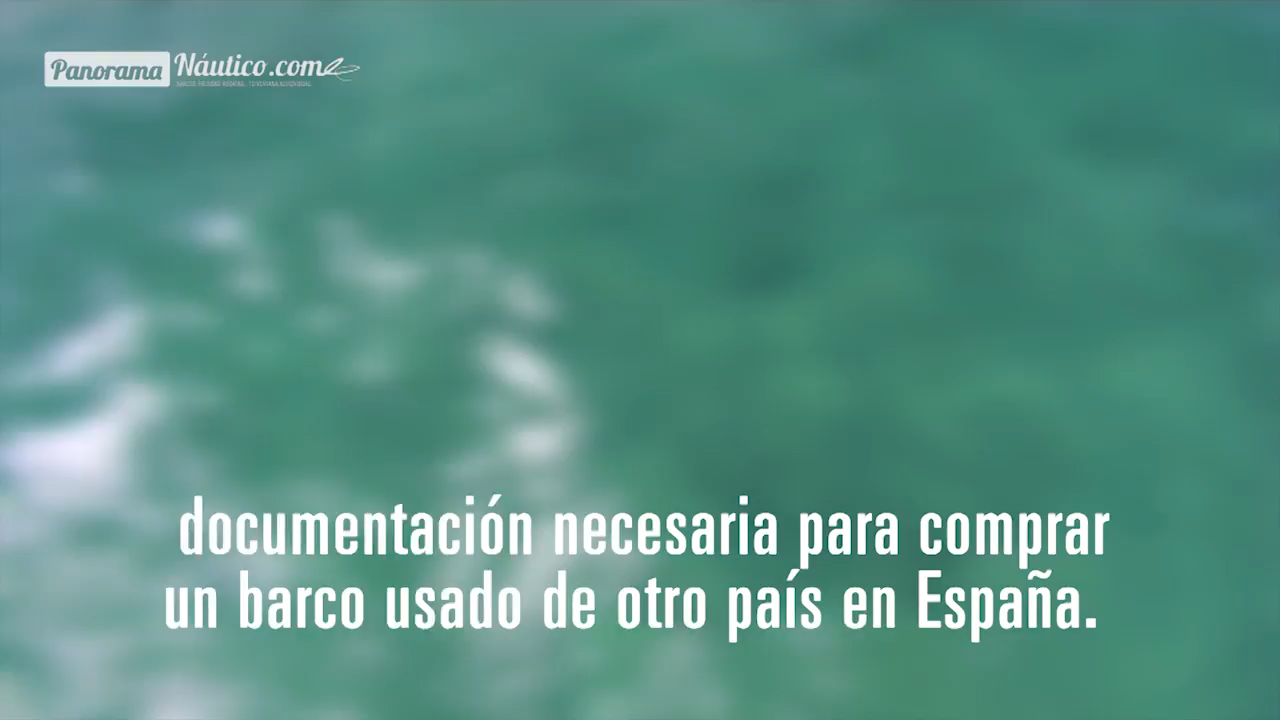 Panorama Náutico.com
documentación necesaria para comprar
un barco usado de otro país en España.